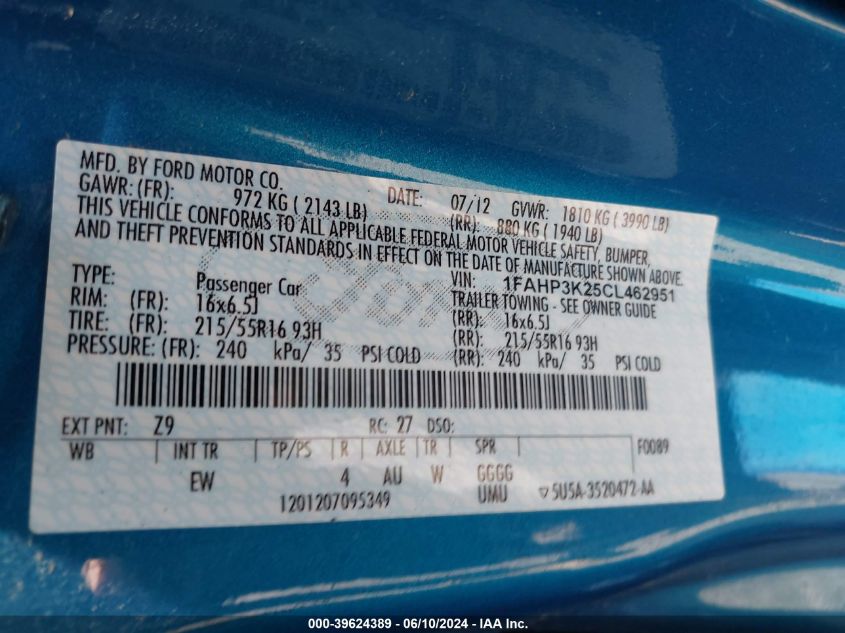 MFD. BY FORD MOTOR CO. DATE: 07/12 GVWR: 1810 KG ( 3990 LB)
GAWR: (FR): 972 KG ( 2143 LB) (RR): 880 KG ( 1940 LB)
THIS VEHICLE CONFORMS TO ALL APPLICABLE FEDERAL MOTOR VEHICLE SAFETY, BUMPER,
AND THEFT PREVENTION STANDARDS IN EFFECT ON THE DATE OF MANUFACTURE SHOWN ABOVE.
VIN: 1FAHP3K25CL462951
TYPE: Passenger Car TRAILER TOWING - SEE OWNER GUIDE
RIM: (FR): 16x6.5J (RR): 16x6.5J
TIRE: (FR): 215/55R16 93H (RR): 215/55R16 93H
PRESSURE: (FR): 240 kPa/ 35 PSI COLD (RR): 240 kPa/ 35 PSI COLD
EXT PNT: Z9 RC: 27 DSO:
WB INT TR TP/PS R AXLE TR SPR F0089
EW 4 AU W GGGG
1201207095349 UMU ▽ 5U5A-3520472-AA
000-39624389 - 06/10/2024 - IAA Inc.